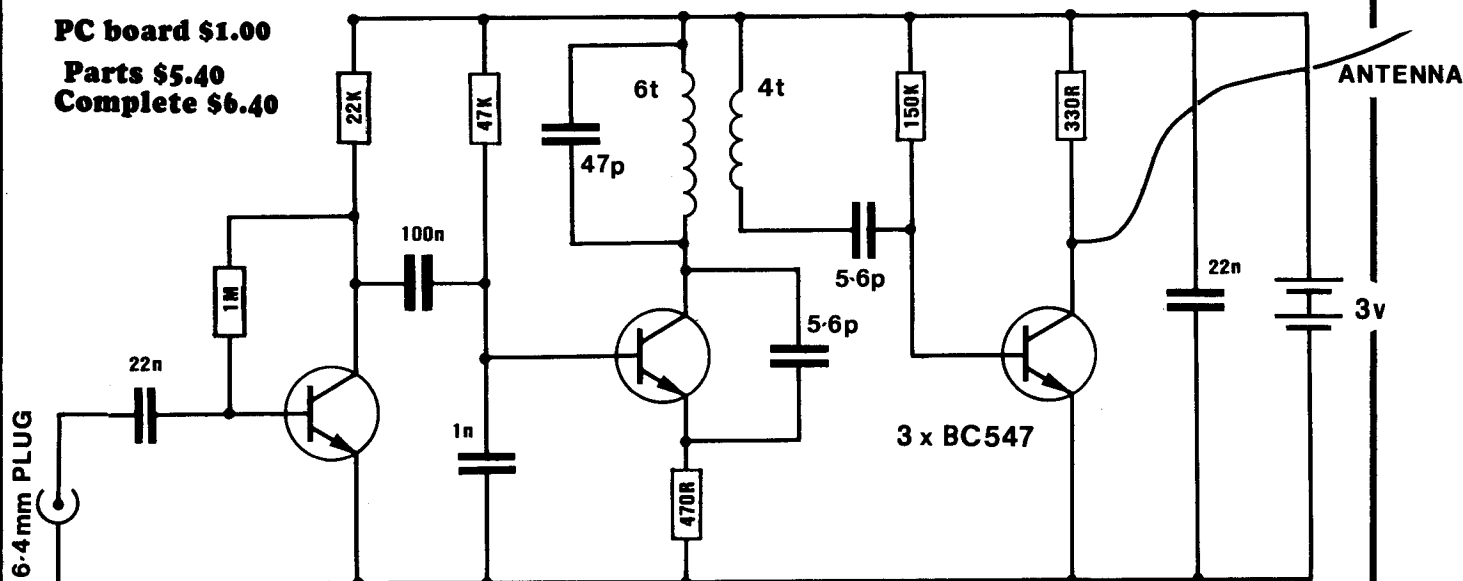 PC board $1.00
Parts $5.40
Complete $6.40
22K
47K
6t
4t
150K
330R
ANTENNA
47p
100n
1M
5·6p
22n
3v
5·6p
22n
1n
3 x BC547
470R
6·4mm PLUG